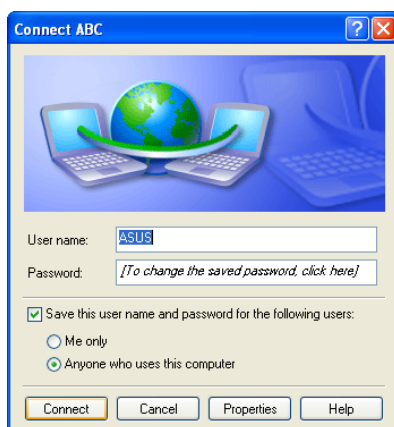 Connect ABC
User name: ASUS
Password: [To change the saved password, click here]
Save this user name and password for the following users:
Me only
Anyone who uses this computer
Connect Cancel Properties Help